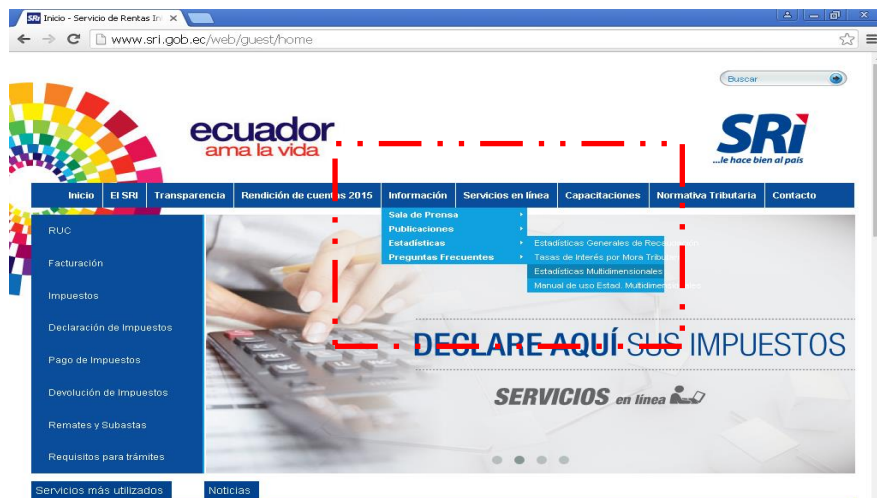 SRi Inicio - Servicio de Rentas In
www.sri.gob.ec/web/guest/home
Buscar
ecuador
ama la vida
SRi
...le hace bien al país
Inicio El SRI Transparencia Rendición de cuentas 2015 Información Servicios en línea Capacitaciones Normativa Tributaria Contacto
Sala de Prensa
Publicaciones
Estadísticas
Preguntas Frecuentes
Estadísticas Generales de
Tasas de Interés por Mora
Estadísticas Multidimensionales
Manual de uso Estad.
RUC
Facturación
Impuestos
Declaración de Impuestos
Pago de Impuestos
Devolución de Impuestos
Remates y Subastas
Requisitos para trámites
DECLARE AQUÍ SUS IMPUESTOS
SERVICIOS en línea
Servicios más utilizados Noticias